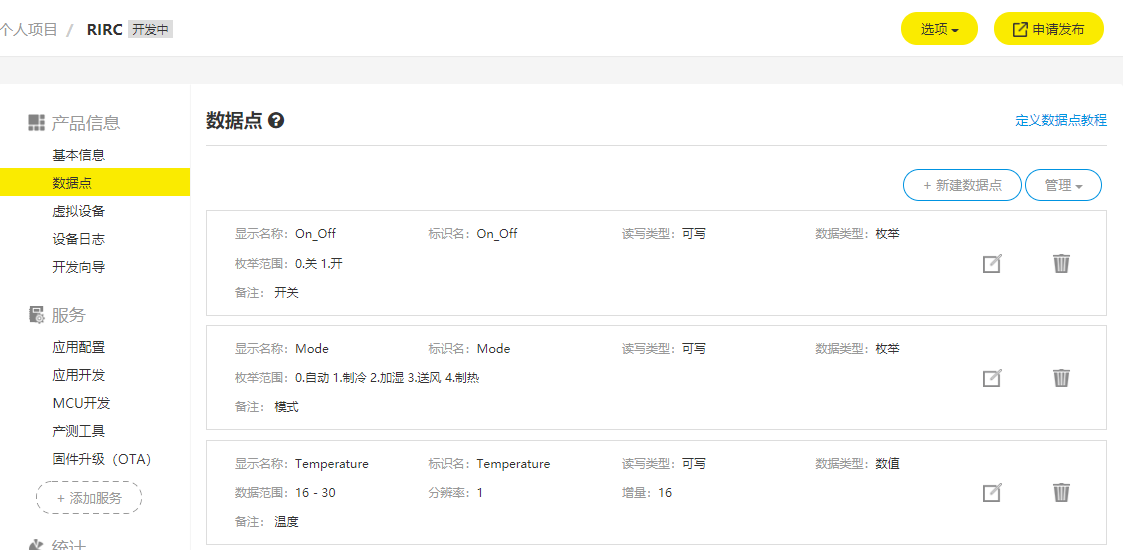 个人项目 / RIRC 开发中
选项 申请发布
产品信息
基本信息
数据点
虚拟设备
设备日志
开发向导
服务
应用配置
应用开发
MCU开发
产测工具
固件升级（OTA）
+ 添加服务
统计
数据点 ?
定义数据点教程
+ 新建数据点 管理
显示名称：On_Off 标识名：On_Off 读写类型：可写 数据类型：枚举
枚举范围：0.关 1.开
备注： 开关
显示名称：Mode 标识名：Mode 读写类型：可写 数据类型：枚举
枚举范围：0.自动 1.制冷 2.加湿 3.送风 4.制热
备注： 模式
显示名称：Temperature 标识名：Temperature 读写类型：可写 数据类型：数值
数据范围：16 - 30 分辨率：1 增量：16
备注： 温度